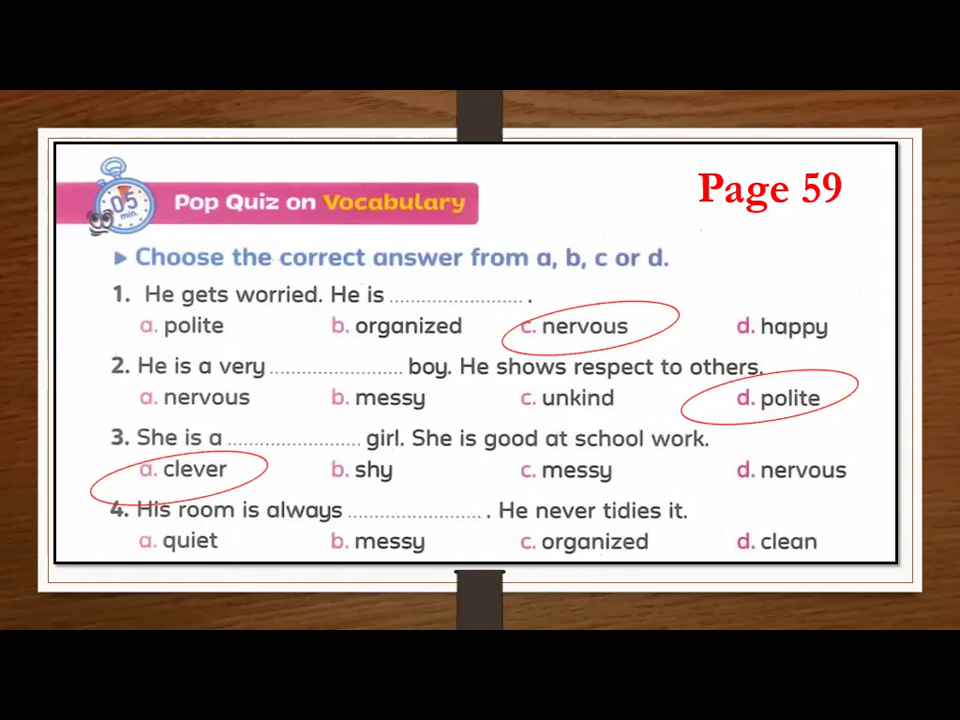 Page 59
05
min.
Pop Quiz on Vocabulary
Choose the correct answer from a, b, c or d.
1. He gets worried. He is ........................ .
a. polite b. organized c. nervous d. happy
2. He is a very ........................ boy. He shows respect to others.
a. nervous b. messy c. unkind d. polite
3. She is a ........................ girl. She is good at school work.
a. clever b. shy c. messy d. nervous
4. His room is always ........................ . He never tidies it.
a. quiet b. messy c. organized d. clean